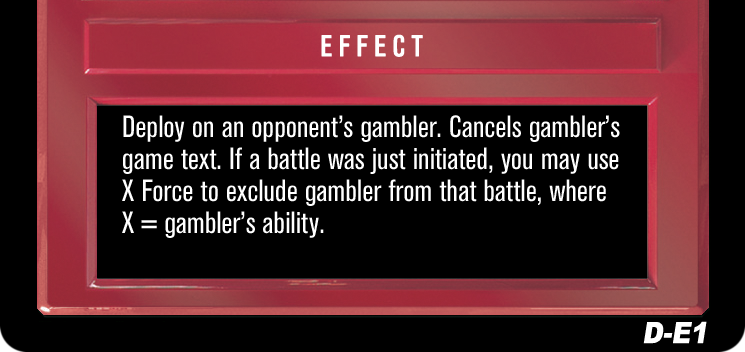 EFFECT
Deploy on an opponent's gambler. Cancels gambler's
game text. If a battle was just initiated, you may use
X Force to exclude gambler from that battle, where
X = gambler's ability.
D-E1